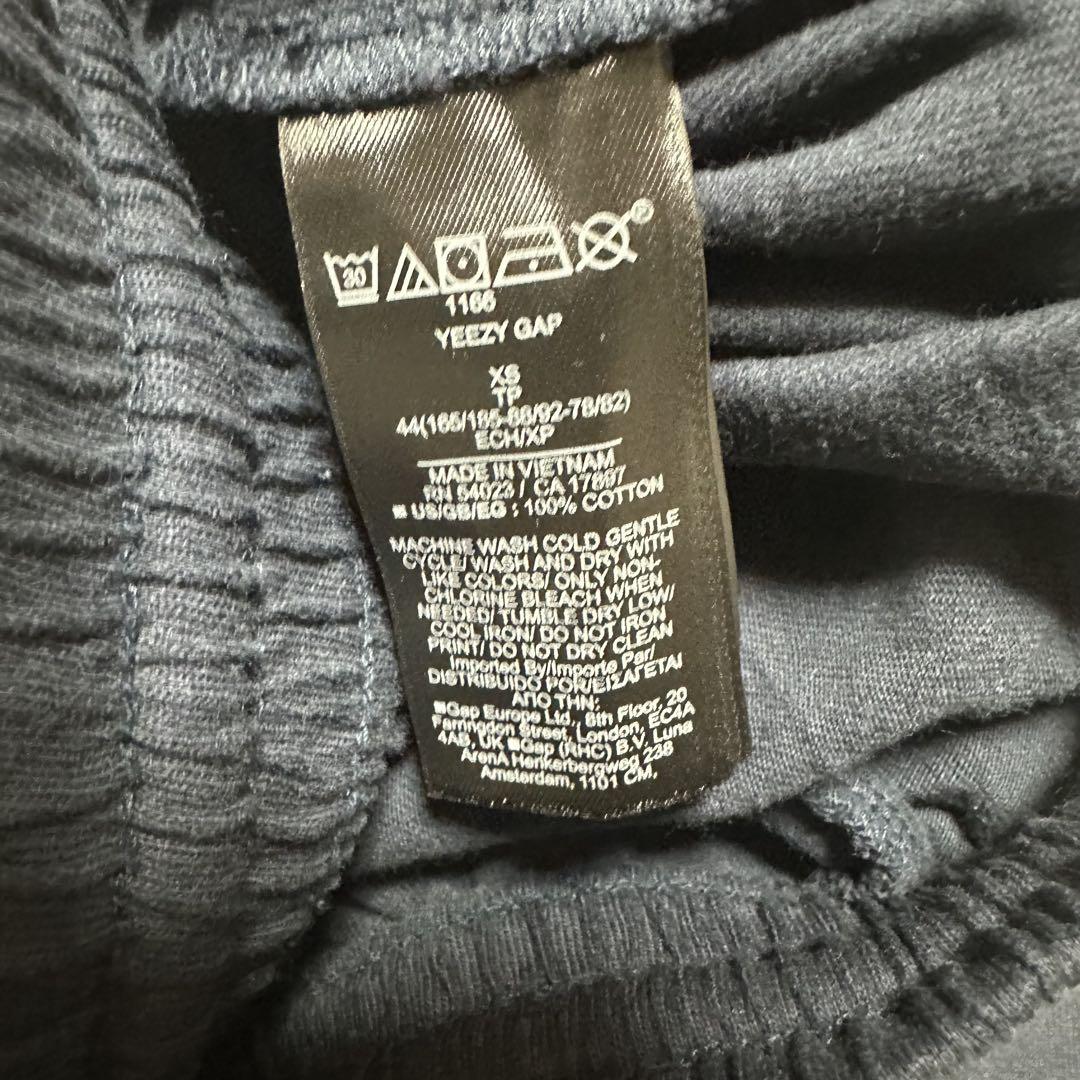 30
1166
YEEZY GAP
XS
TP
44(165/185-88/92-78/82)
ECH/XP
MADE IN VIETNAM
RN 54023 / CA 17897
US/GB/EG : 100% COTTON
MACHINE WASH COLD GENTLE
CYCLE/ WASH AND DRY WITH
LIKE COLORS/ ONLY NON-
CHLORINE BLEACH WHEN
NEEDED/ TUMBLE DRY LOW/
COOL IRON/ DO NOT IRON
PRINT/ DO NOT DRY CLEAN
Imported By/Importe Par/
DISTRIBUIDO POR/ΕΙΣΑΓΕΤΑΙ
ΑΠΟ ΤΗΝ:
Gap Europe Ltd., 8th Floor, 20
Farringdon Street, London, EC4A
4AB, UK Gap (RHC) B.V. Luna
ArenA Herikerbergweg 238
Amsterdam, 1101 CM,